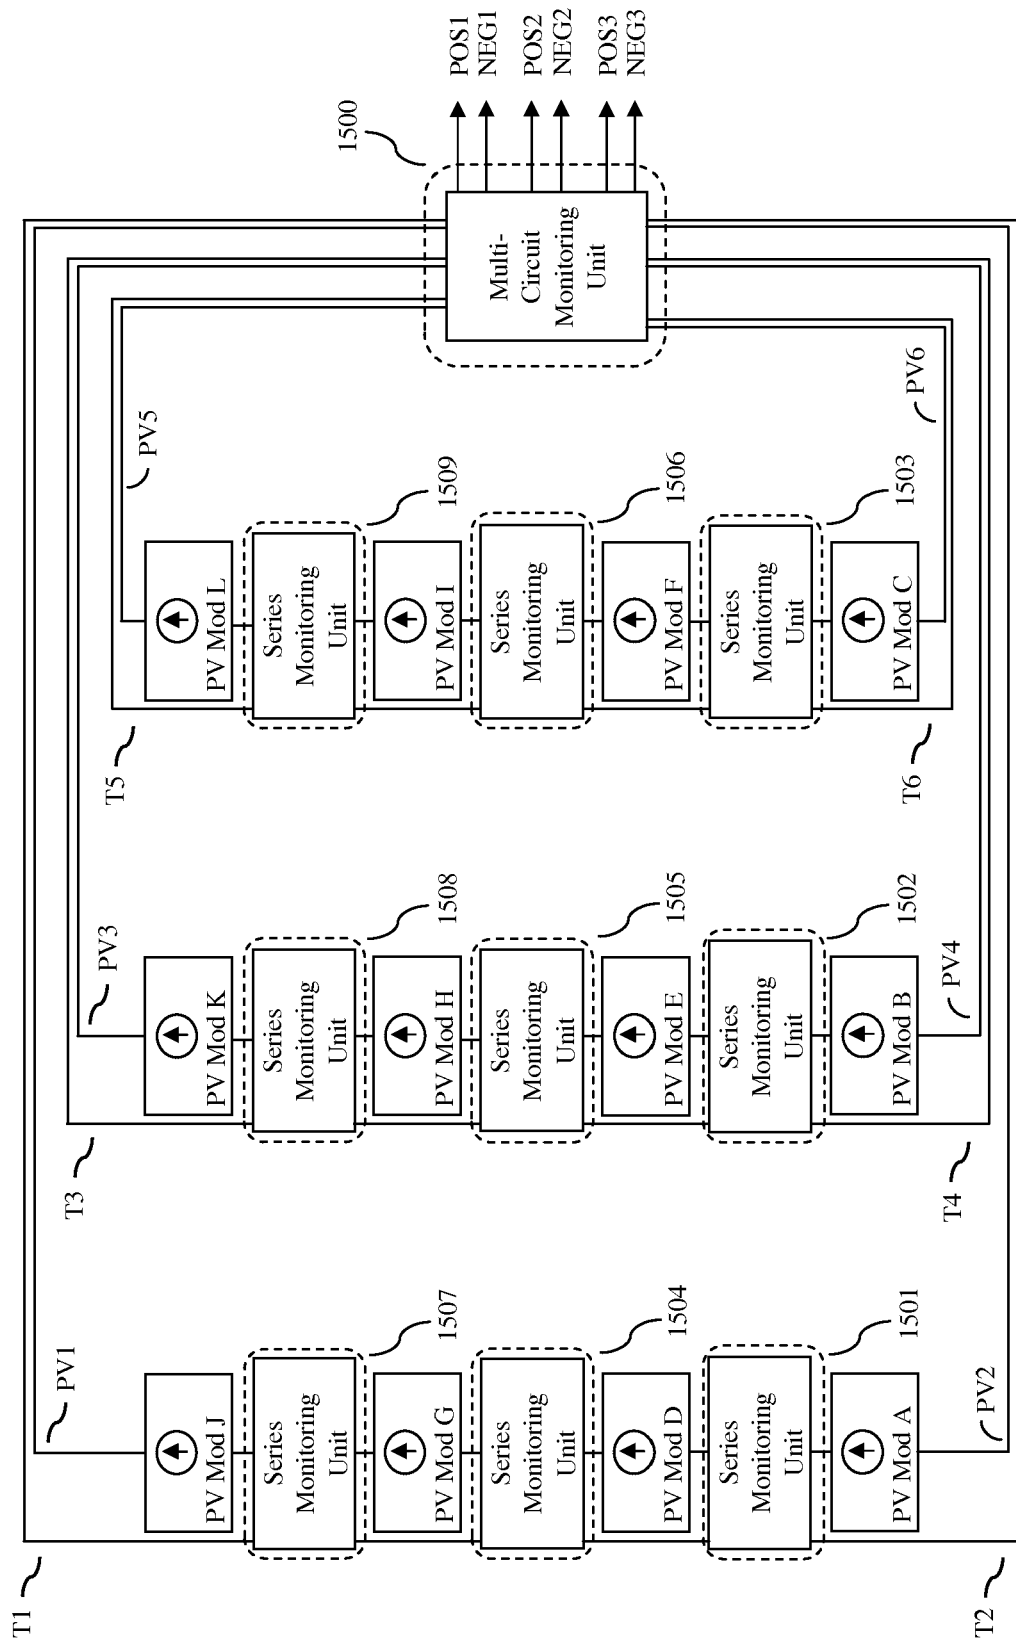 T1
PV1
T3
PV3
T5
PV5
1500
POS1
NEG1
POS2
NEG2
POS3
NEG3
Multi-
Circuit
Monitoring
Unit
PV Mod J
PV Mod K
PV Mod L
Series
Monitoring
Unit
1507
Series
Monitoring
Unit
1508
Series
Monitoring
Unit
1509
PV Mod G
PV Mod H
PV Mod I
Series
Monitoring
Unit
1504
Series
Monitoring
Unit
1505
Series
Monitoring
Unit
1506
PV Mod D
PV Mod E
PV Mod F
Series
Monitoring
Unit
1501
Series
Monitoring
Unit
1502
Series
Monitoring
Unit
1503
PV Mod A
PV Mod B
PV Mod C
T2
PV2
T4
PV4
T6
PV6